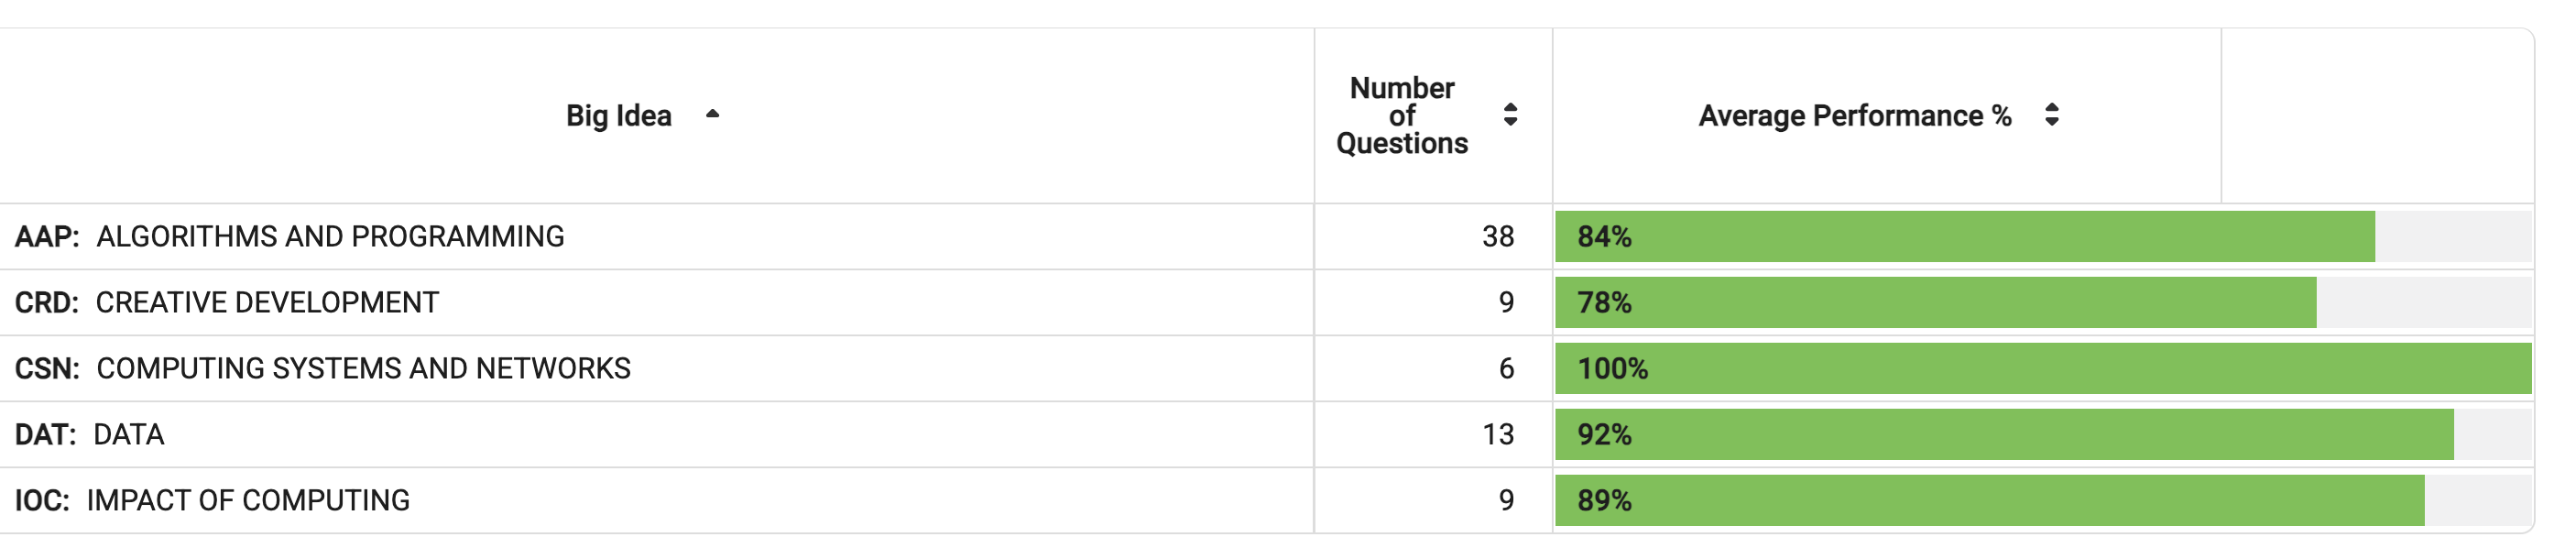 Big Idea
Number
of
Questions
Average Performance %
AAP: ALGORITHMS AND PROGRAMMING 38 84%
CRD: CREATIVE DEVELOPMENT 9 78%
CSN: COMPUTING SYSTEMS AND NETWORKS 6 100%
DAT: DATA 13 92%
IOC: IMPACT OF COMPUTING 9 89%